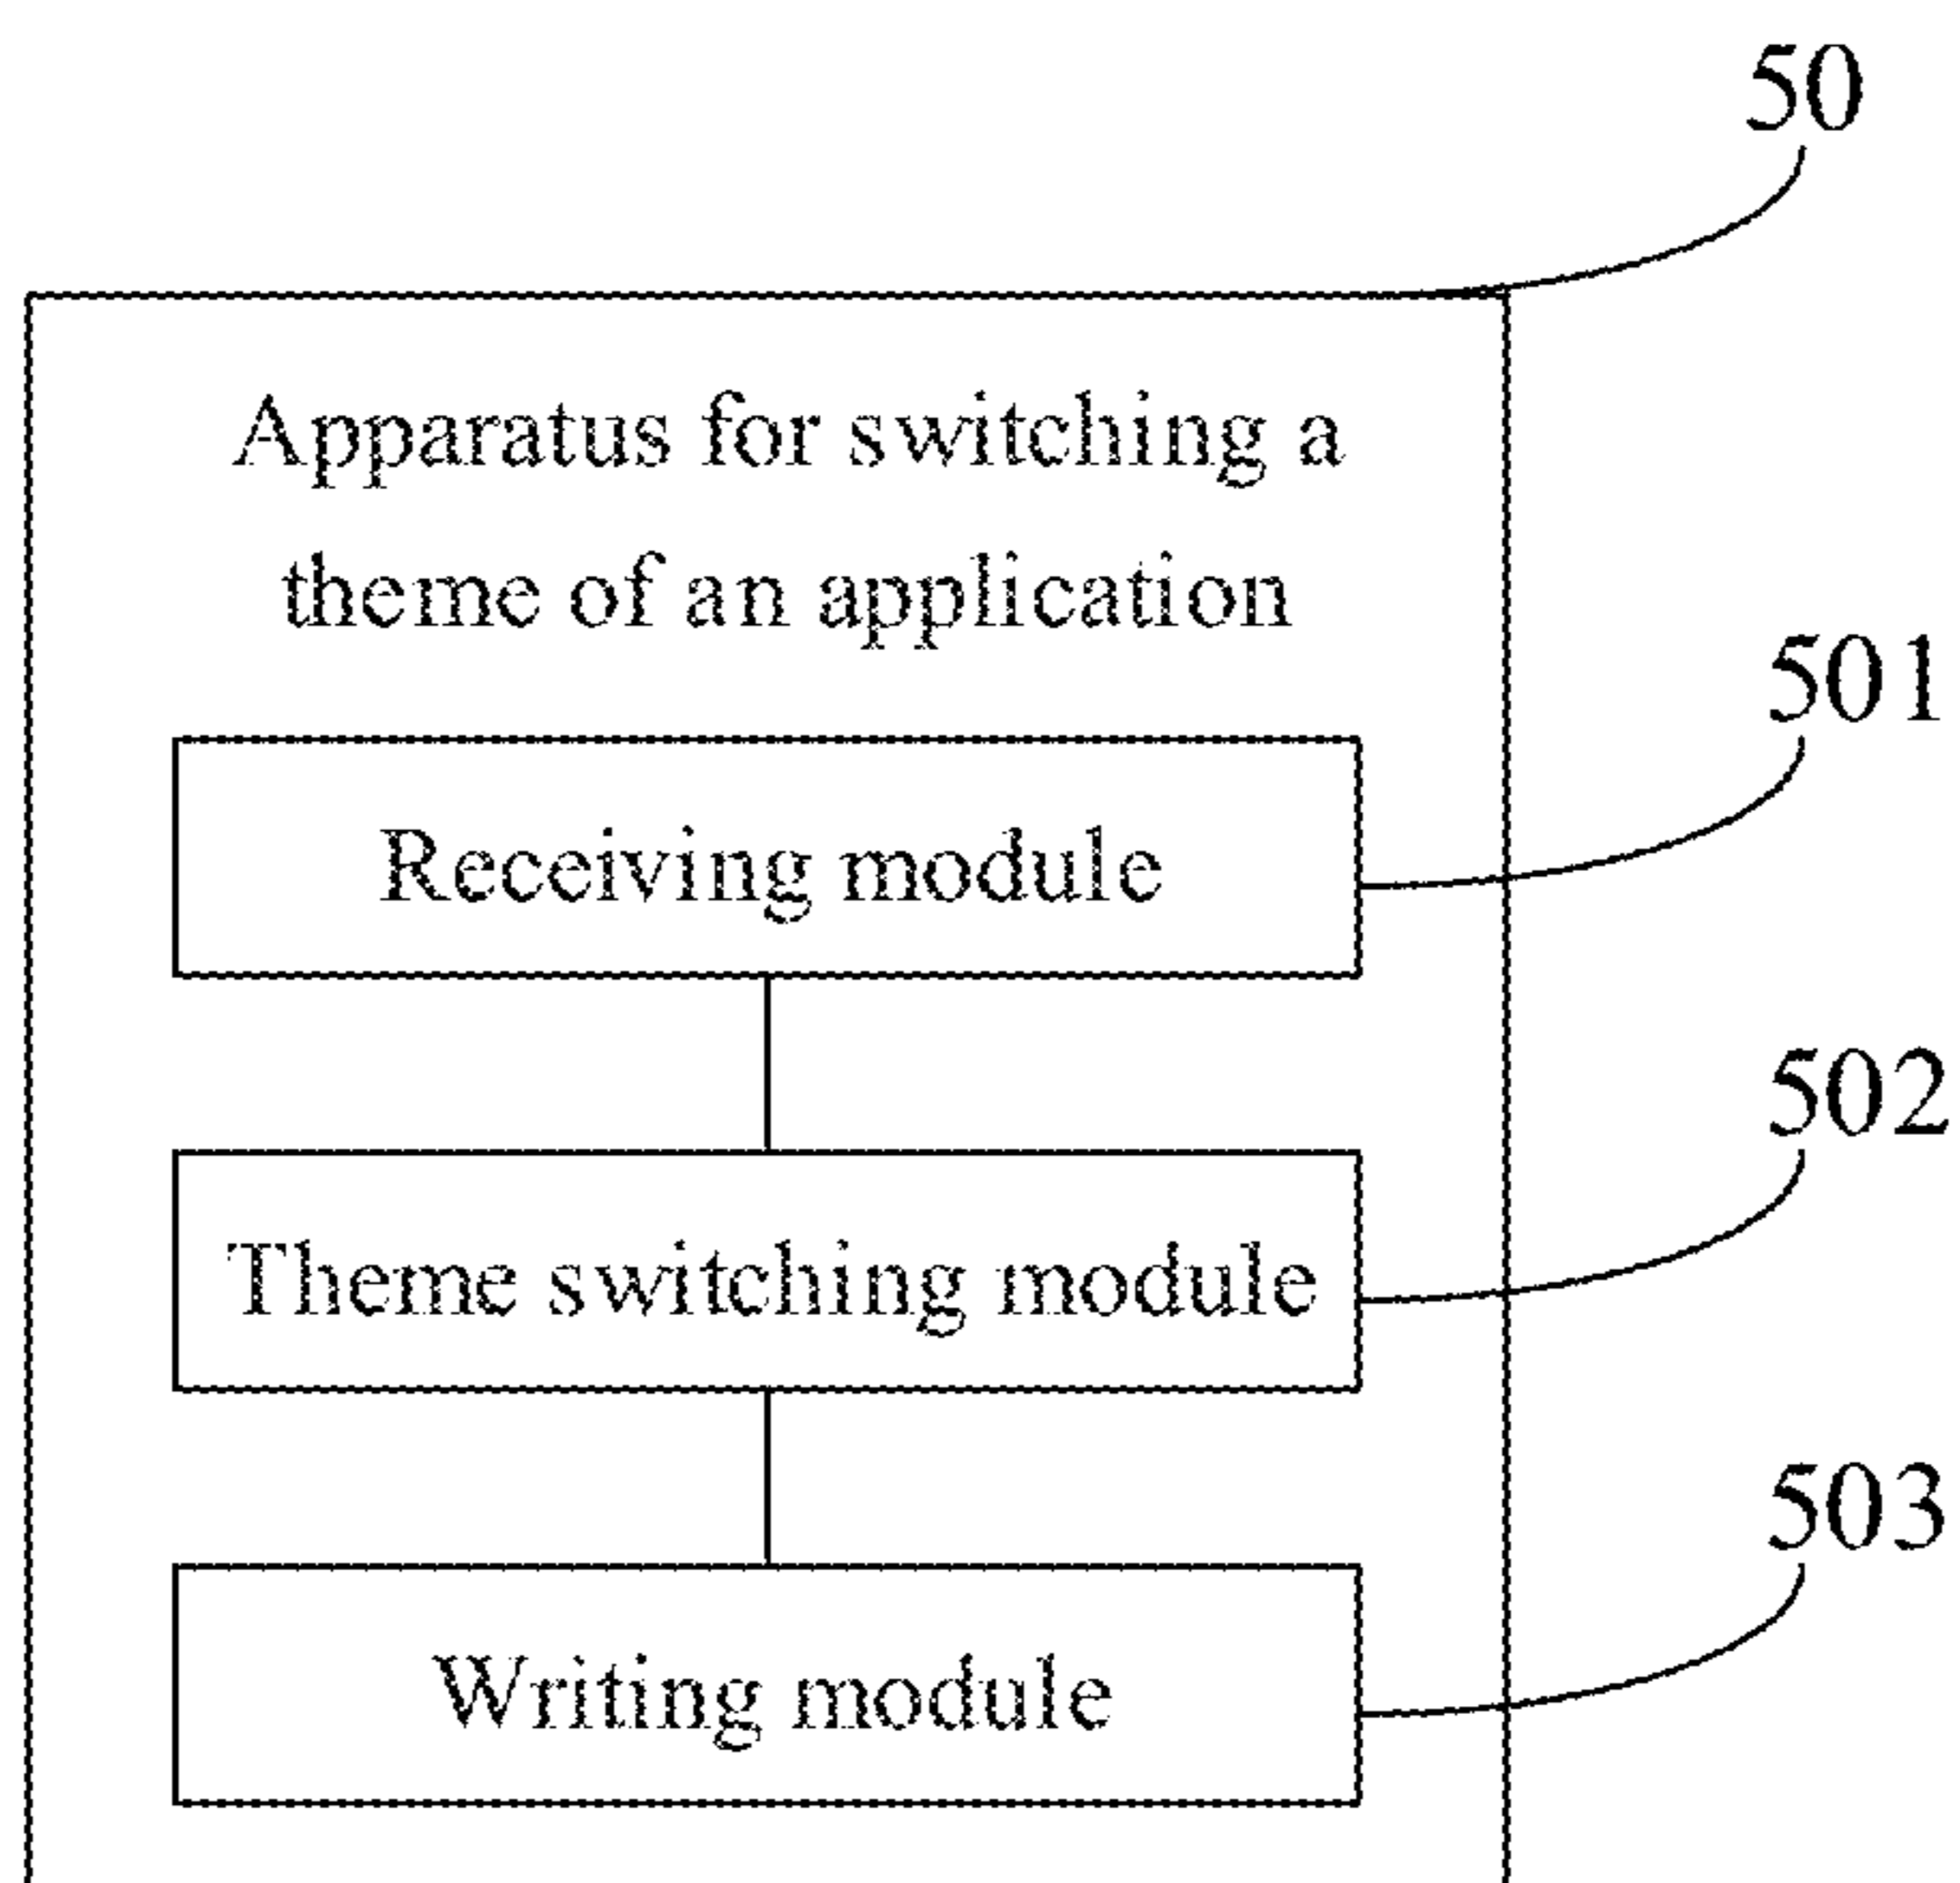 50
Apparatus for switching a
theme of an application
501
Receiving module
502
Theme switching module
503
Writing module